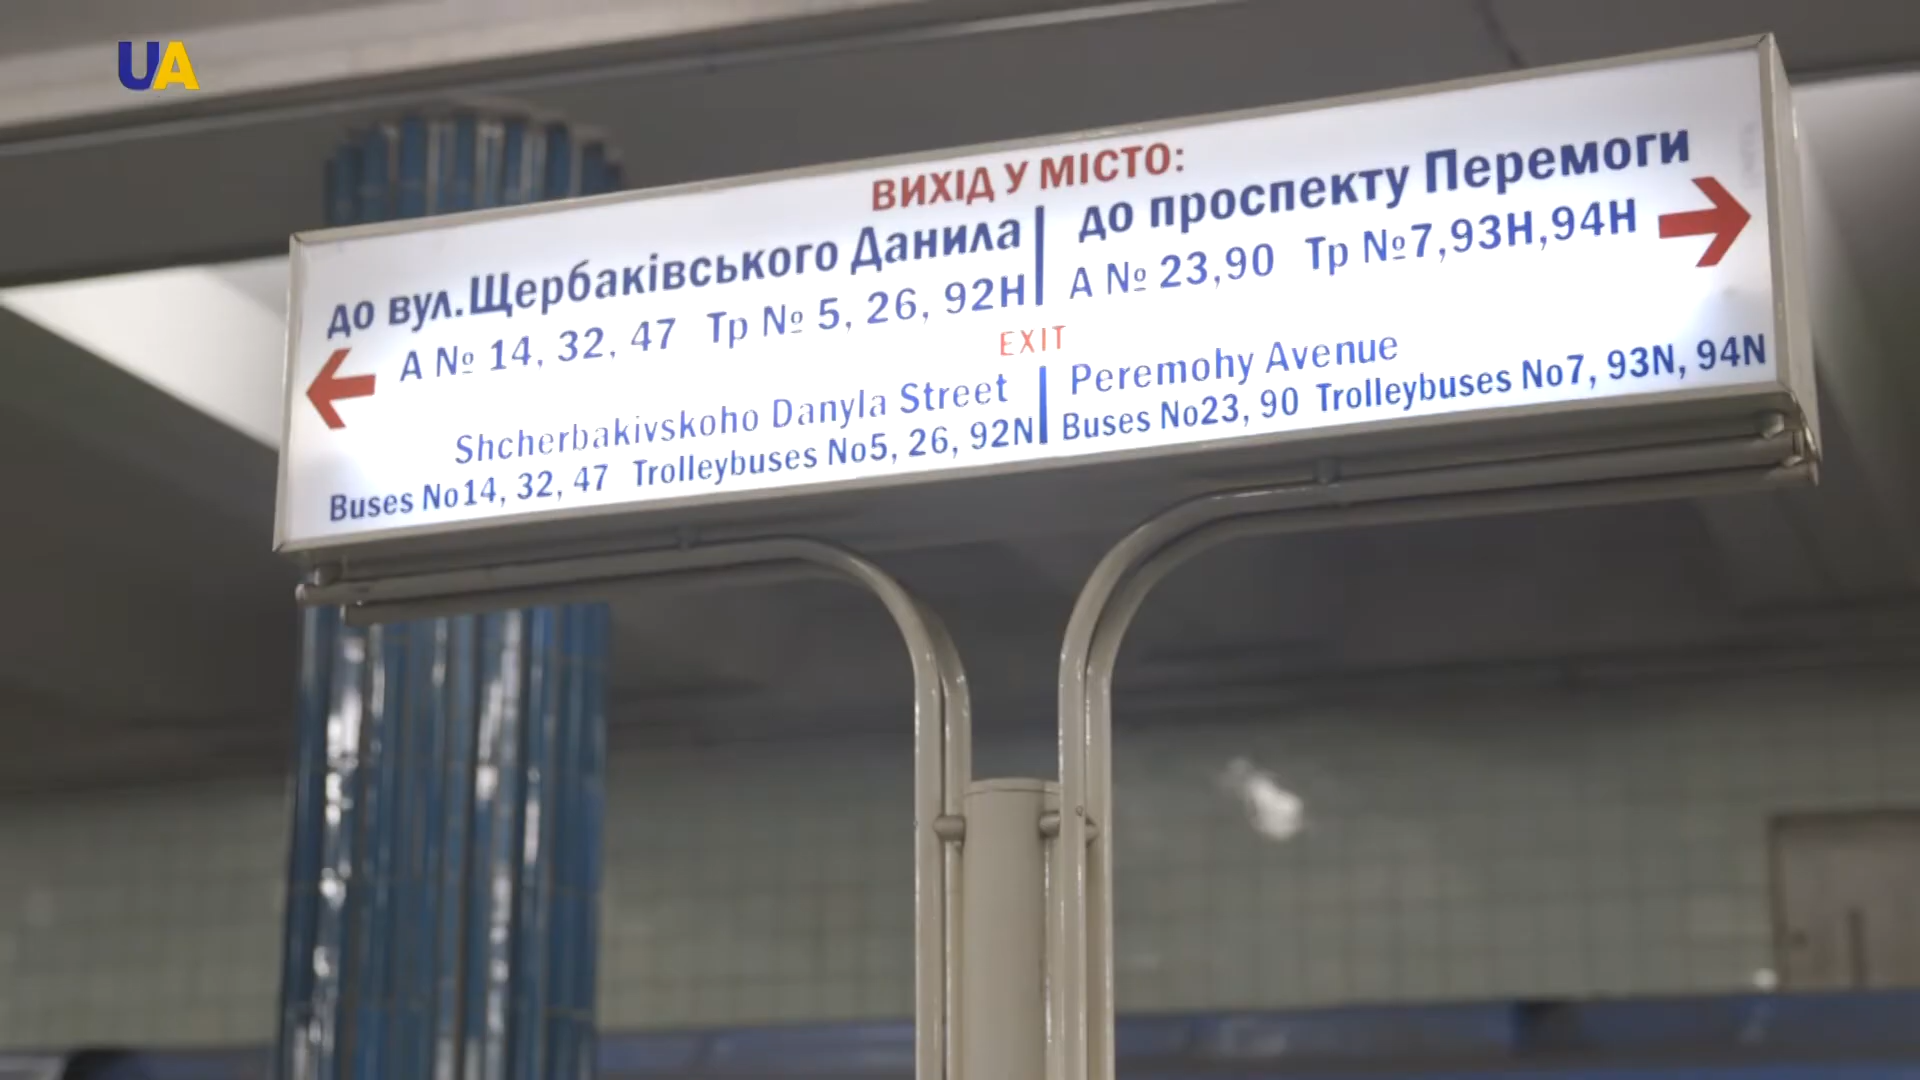 UA
ВИХІД У МІСТО:
до вул.Щербаківського Данила
А № 14, 32, 47 Тр № 5, 26, 92Н
до проспекту Перемоги
А № 23,90 Тр №7,93Н,94Н
EXIT
Shcherbakivskoho Danyla Street
Buses No14, 32, 47 Trolleybuses No5, 26, 92N
Peremohy Avenue
Buses No23, 90 Trolleybuses No7, 93N, 94N